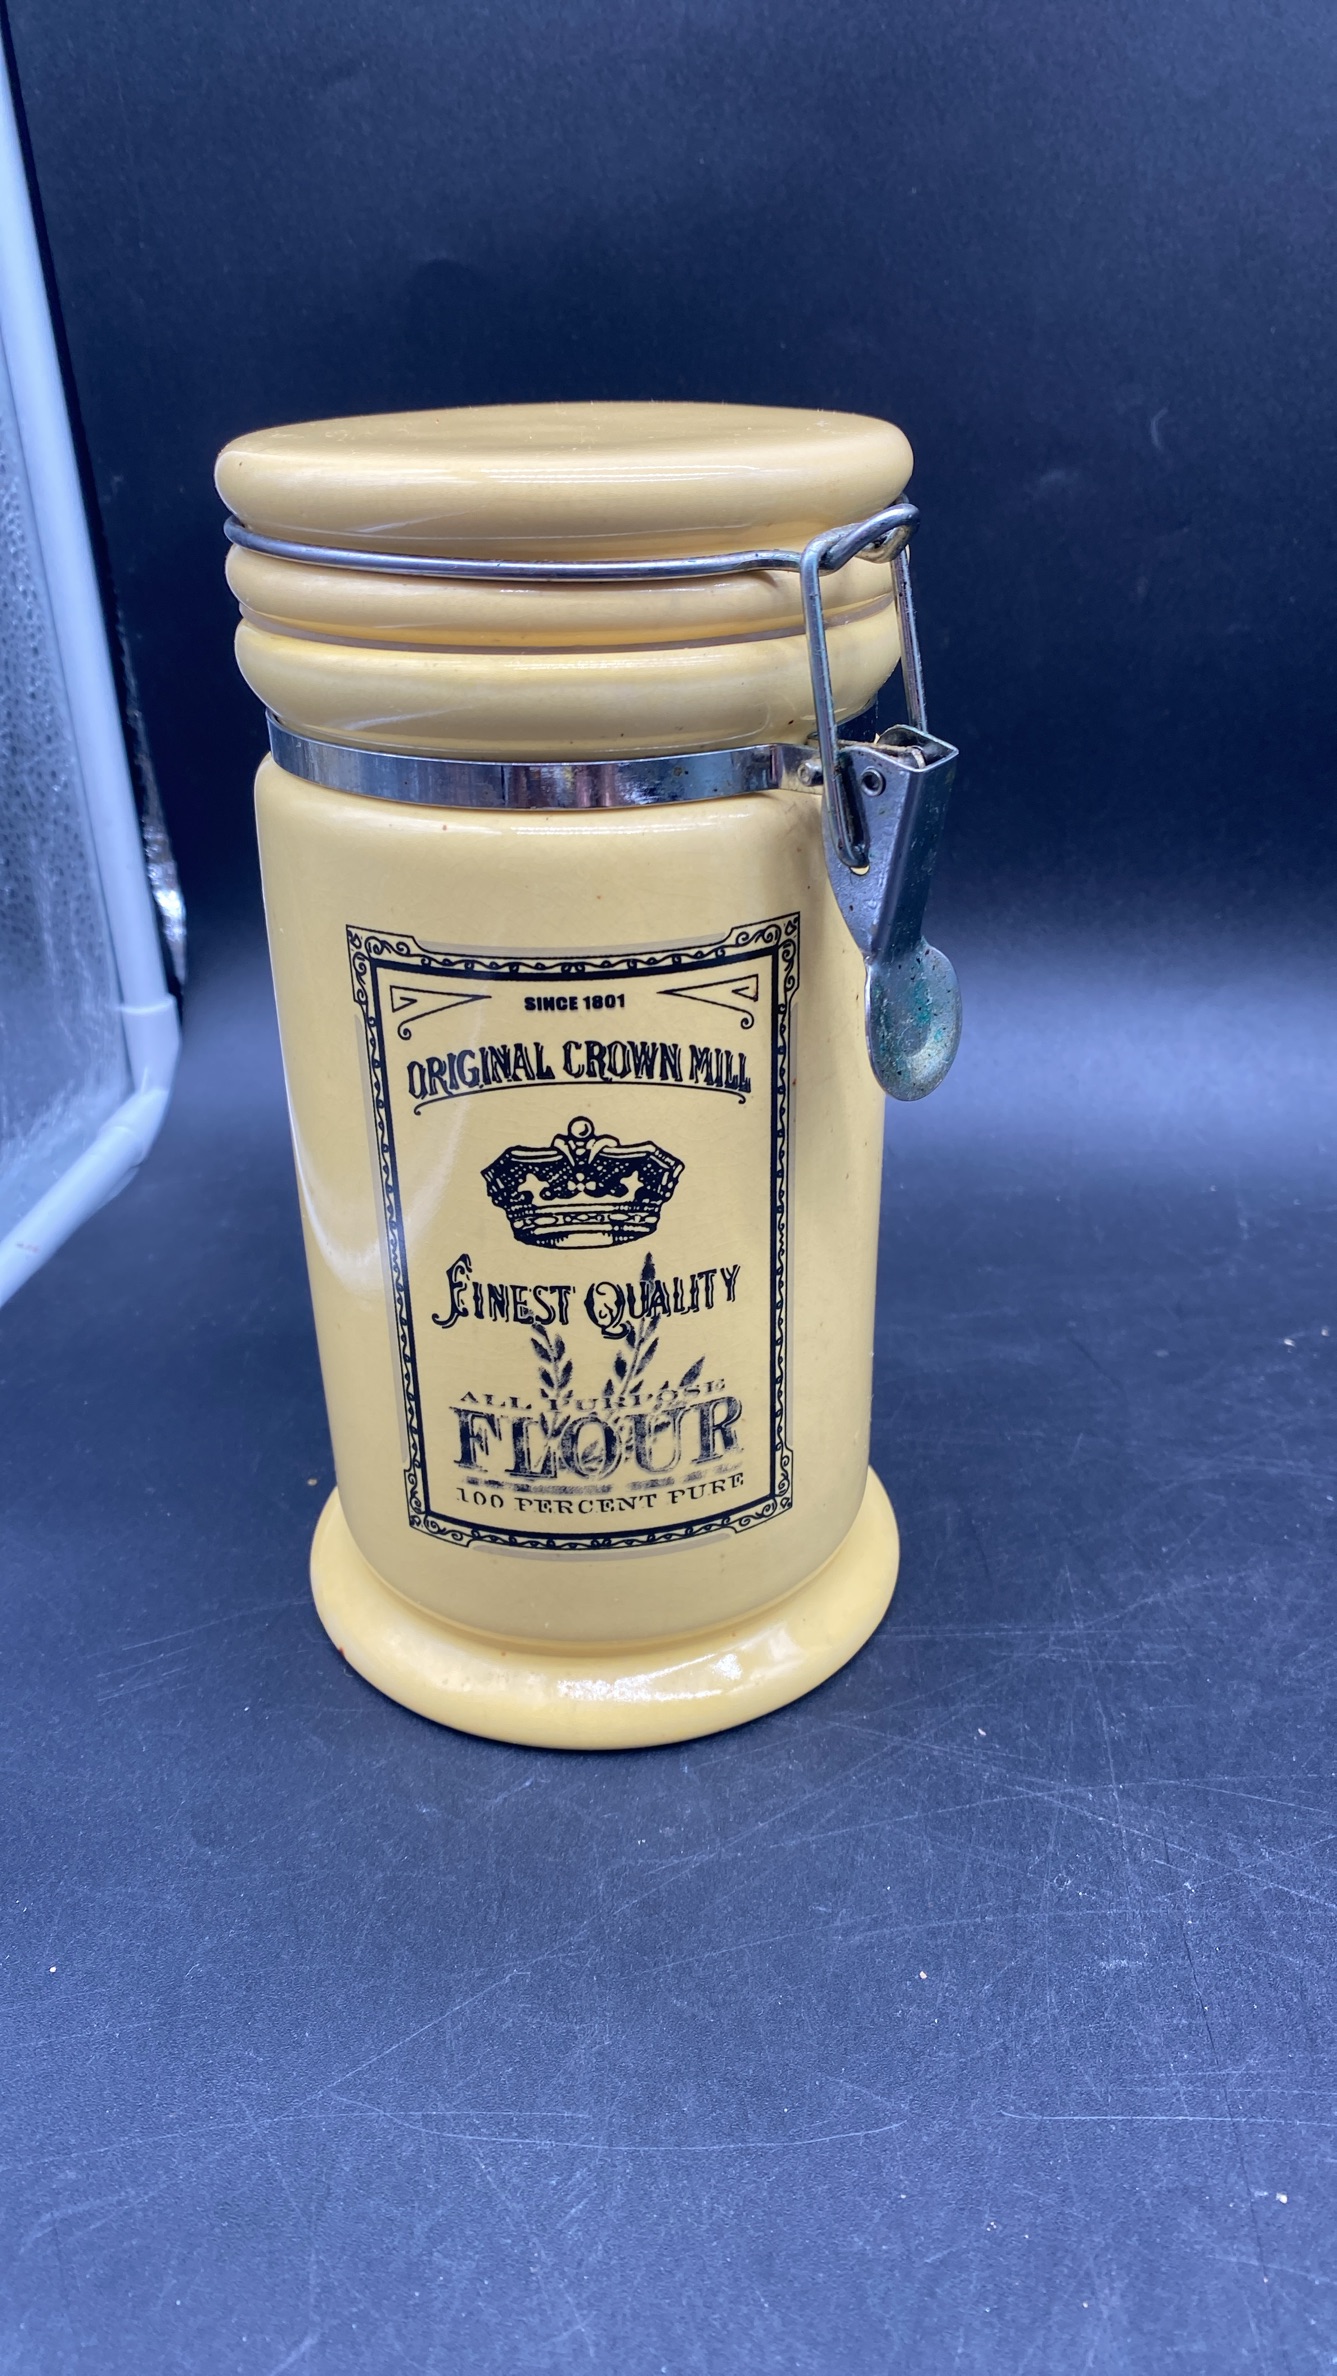 SINCE 1801
ORIGINAL CROWN MILL
FINEST QUALITY
ALL PURPOSE
FLOUR
100 PERCENT PURE